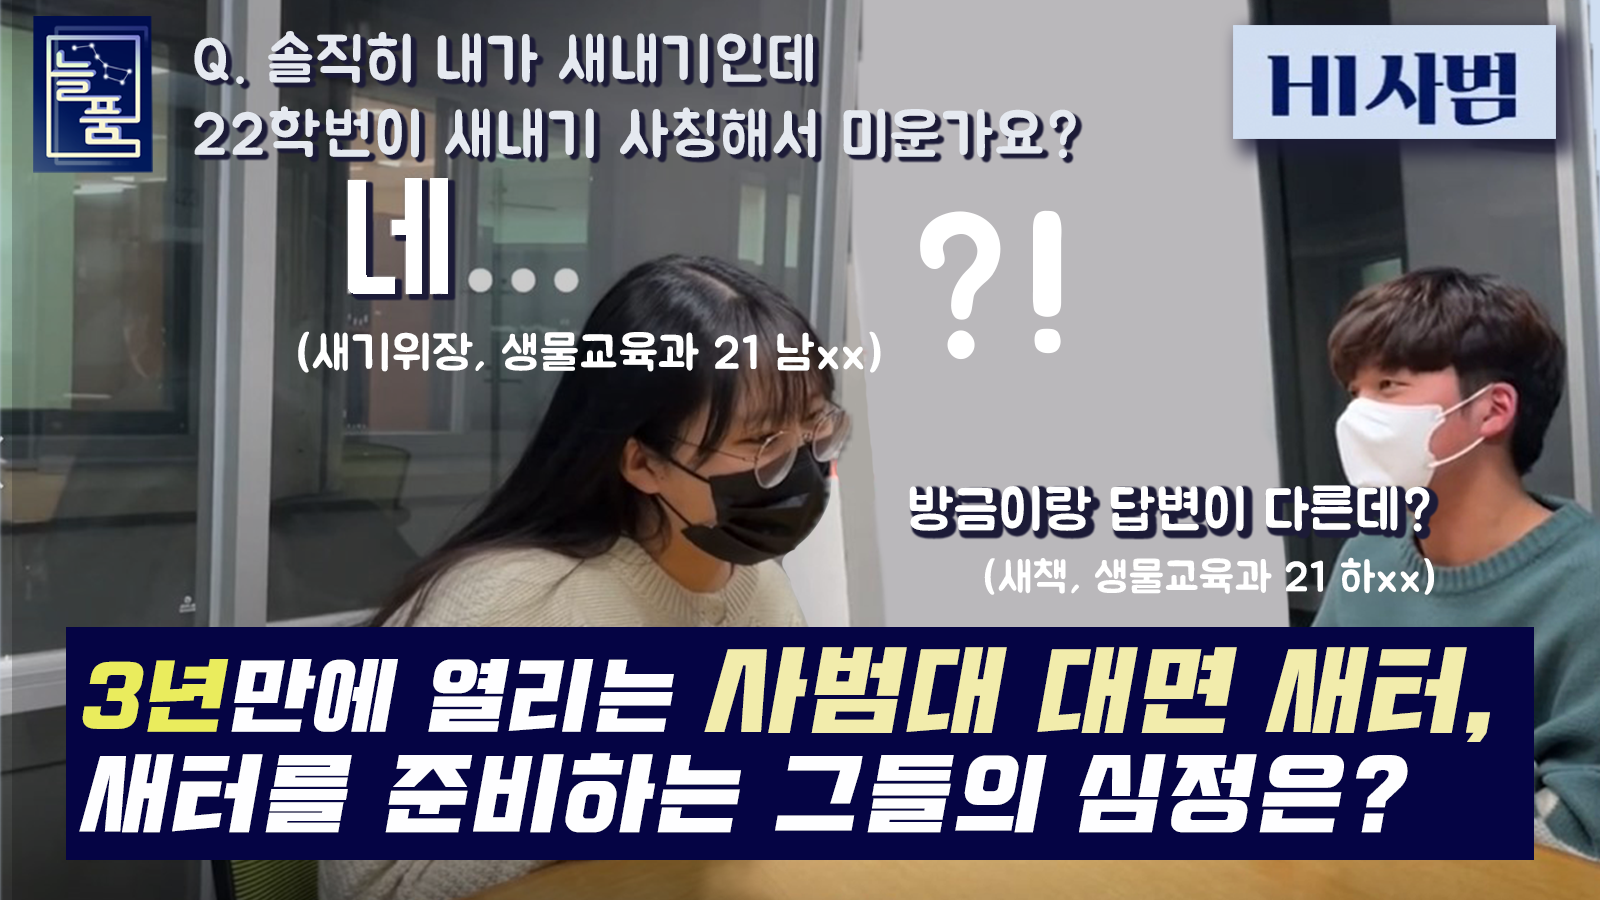 늘품
Q. 솔직히 내가 새내기인데
22학번이 새내기 사칭해서 미운가요?
HI사범
네...
?!
(새기위장, 생물교육과 21 남xx)
방금이랑 답변이 다른데?
(새책, 생물교육과 21 하xx)
3년만에 열리는 사범대 대면 새터,
새터를 준비하는 그들의 심정은?